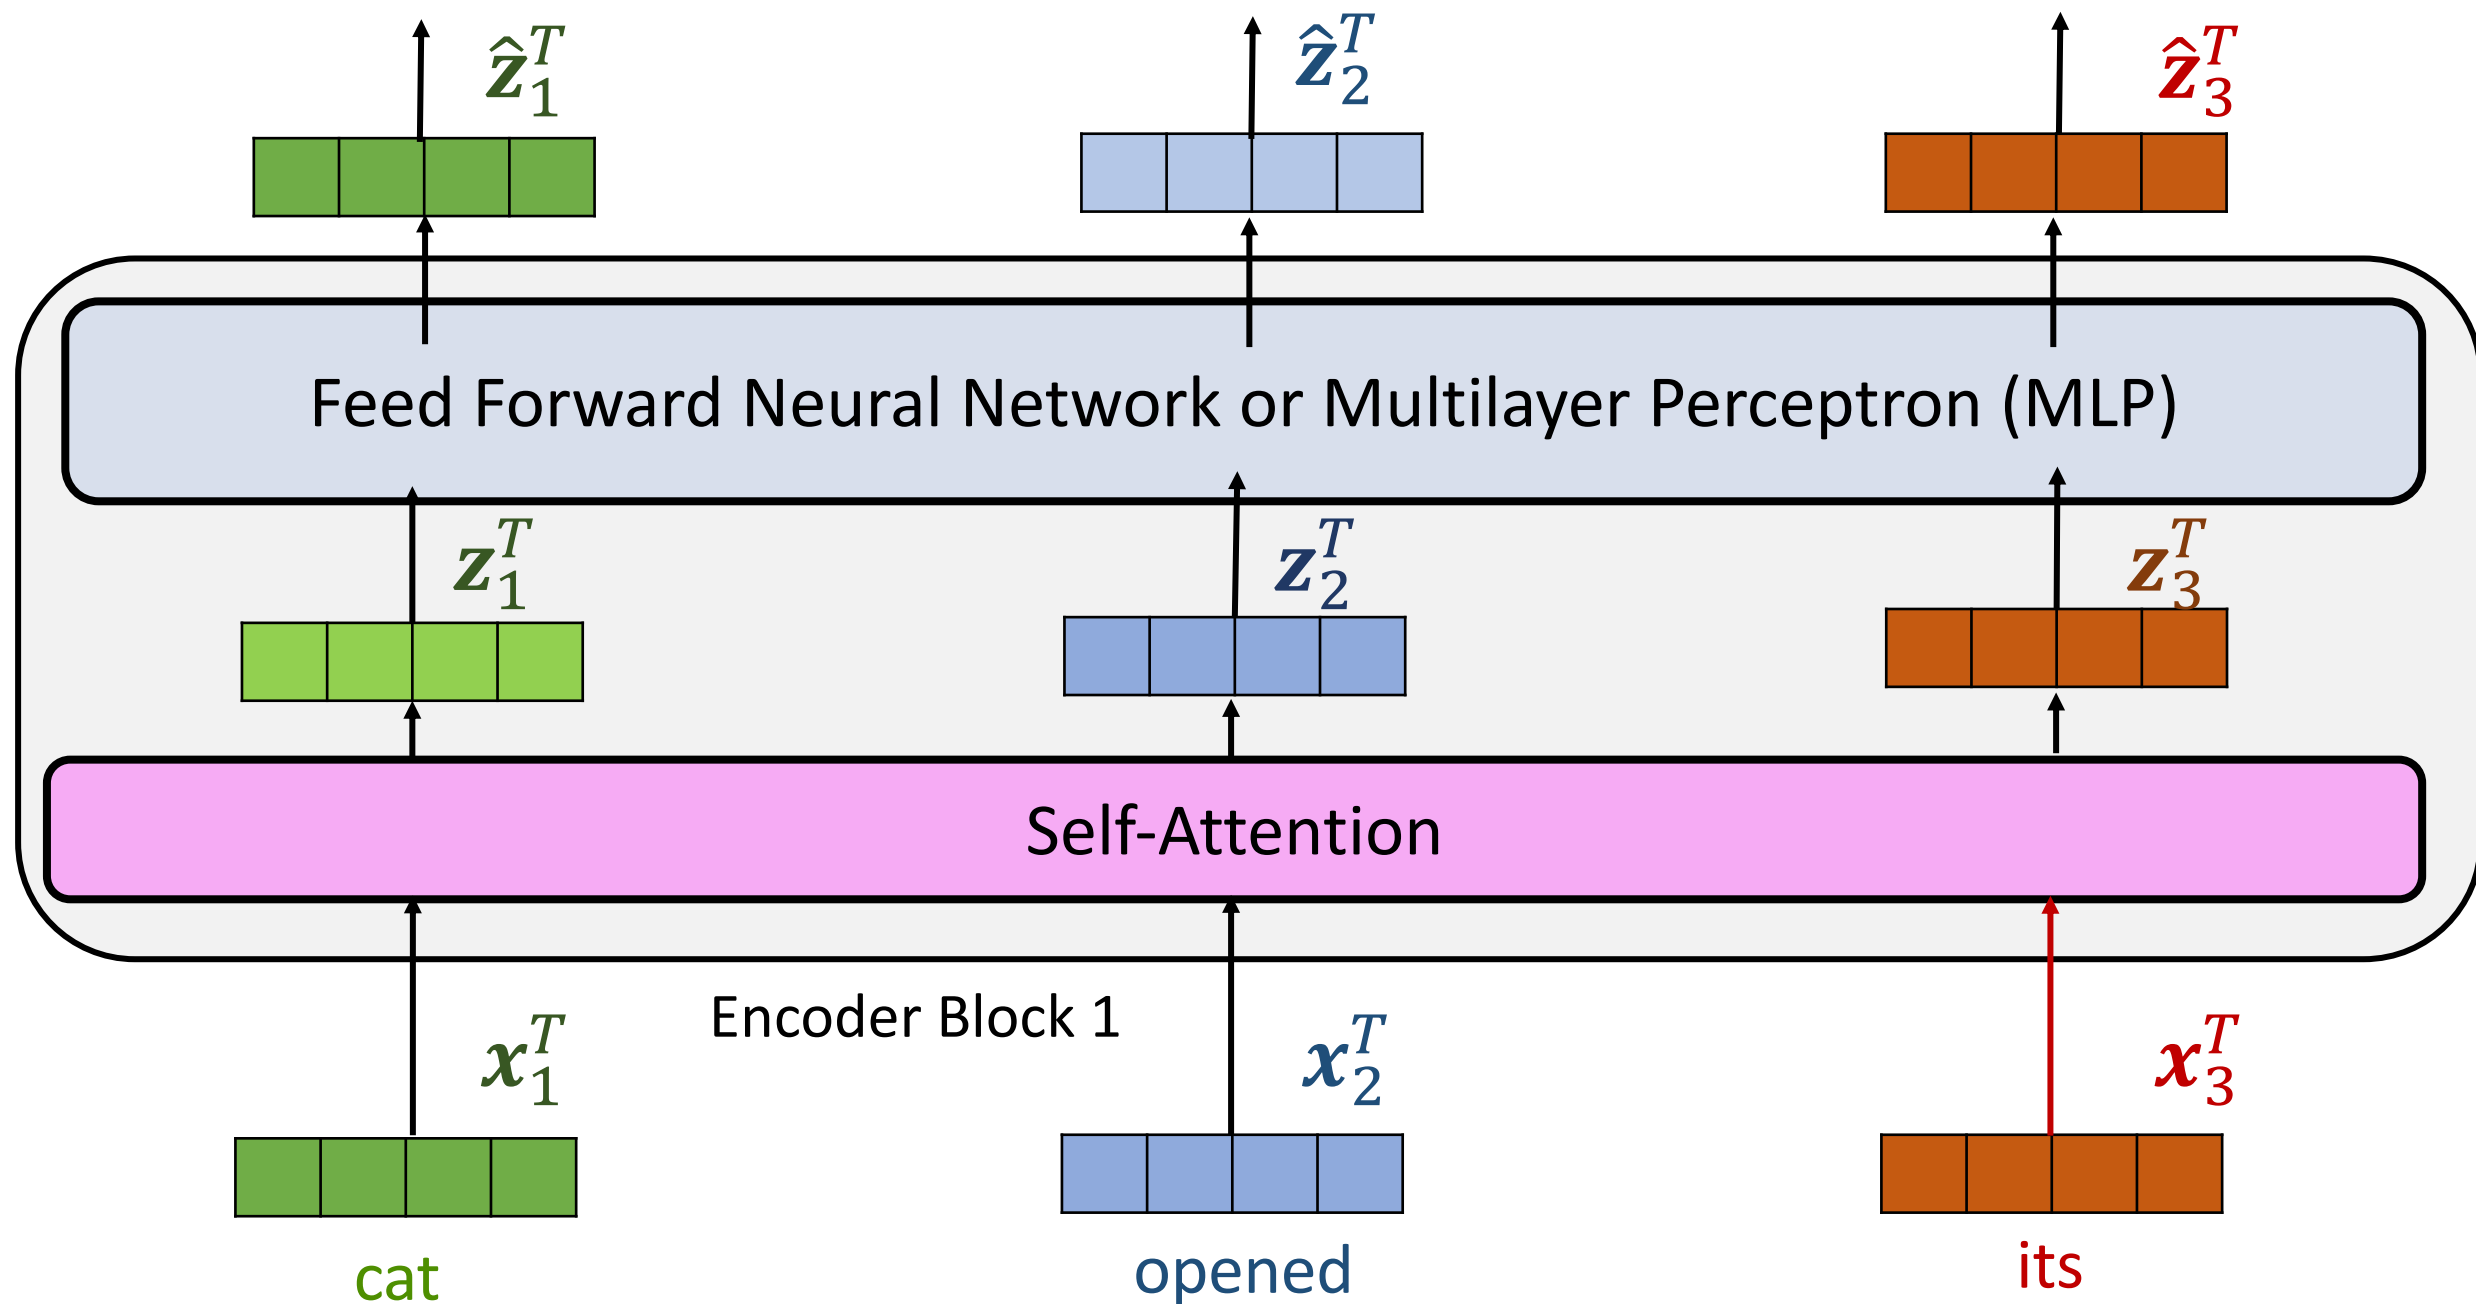 ẑ₁ᵀ ẑ₂ᵀ ẑ₃ᵀ
Feed Forward Neural Network or Multilayer Perceptron (MLP)
z₁ᵀ z₂ᵀ z₃ᵀ
Self-Attention
Encoder Block 1
x₁ᵀ x₂ᵀ x₃ᵀ
cat opened its